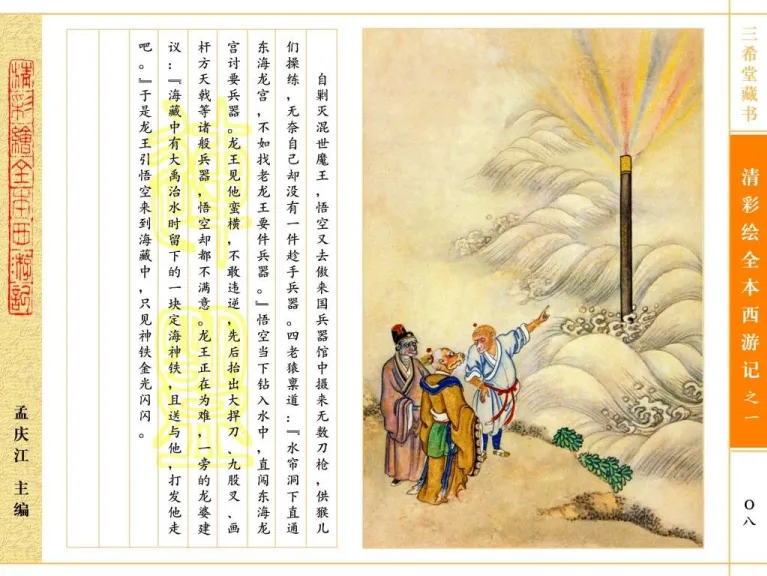 三希堂藏书
清彩绘全本西游记之一
〇八
自剿灭混世魔王，悟空又去傲来国兵器馆中摄来无数刀枪，供猴儿
们操练，无奈自己却没有一件趁手兵器。四老猿禀道：『水帘洞下直通
东海龙宫，不如找老龙王要件兵器。』悟空当下钻入水中，直闯东海龙
宫讨要兵器。龙王见他蛮横，不敢违逆，先后抬出大捍刀、九股叉、画
杆方天戟等诸般兵器，悟空却都不满意。龙王正在为难，一旁的龙婆建
议：『海藏中有大禹治水时留下的一块定海神铁，且送与他，打发他走
吧。』于是龙王引悟空来到海藏中，只见神铁金光闪闪。
清彩繪全本西游記
孟庆江 主编